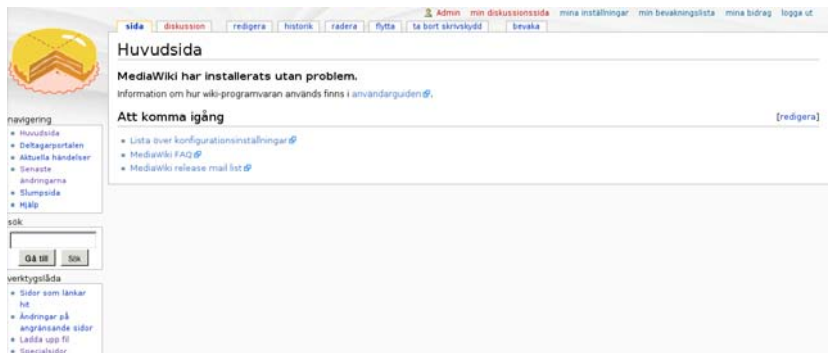 Admin min diskussionssida mina inställningar min bevakningslista mina bidrag logga ut
sida diskussion redigera historik radera flytta ta bort skrivskydd bevaka
Huvudsida
MediaWiki har installerats utan problem.
Information om hur wiki-programvaran används finns i användarguiden.
Att komma igång [redigera]
Lista över konfigurationsinställningar
MediaWiki FAQ
MediaWiki release mail list
navigering
Huvudsida
Deltagarportalen
Aktuella händelser
Senaste
ändringarna
Slumpsida
Hjälp
sök
Gå till Sök
verktygslåda
Sidor som länkar
hit
Ändringar på
angränsande sidor
Ladda upp fil
Specialsidor